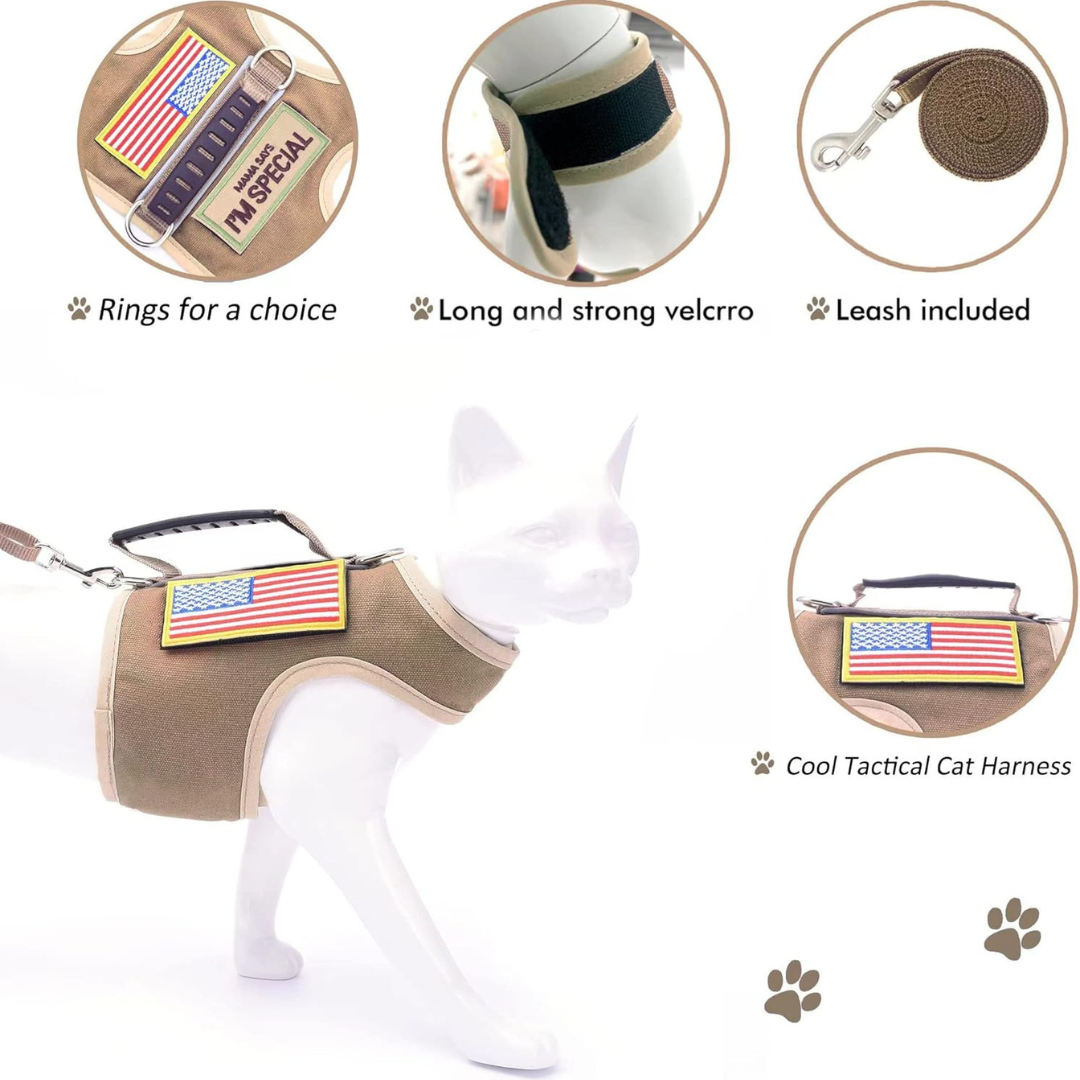 MAMA SAYS
I'M SPECIAL
Rings for a choice
Long and strong velcrro
Leash included
Cool Tactical Cat Harness